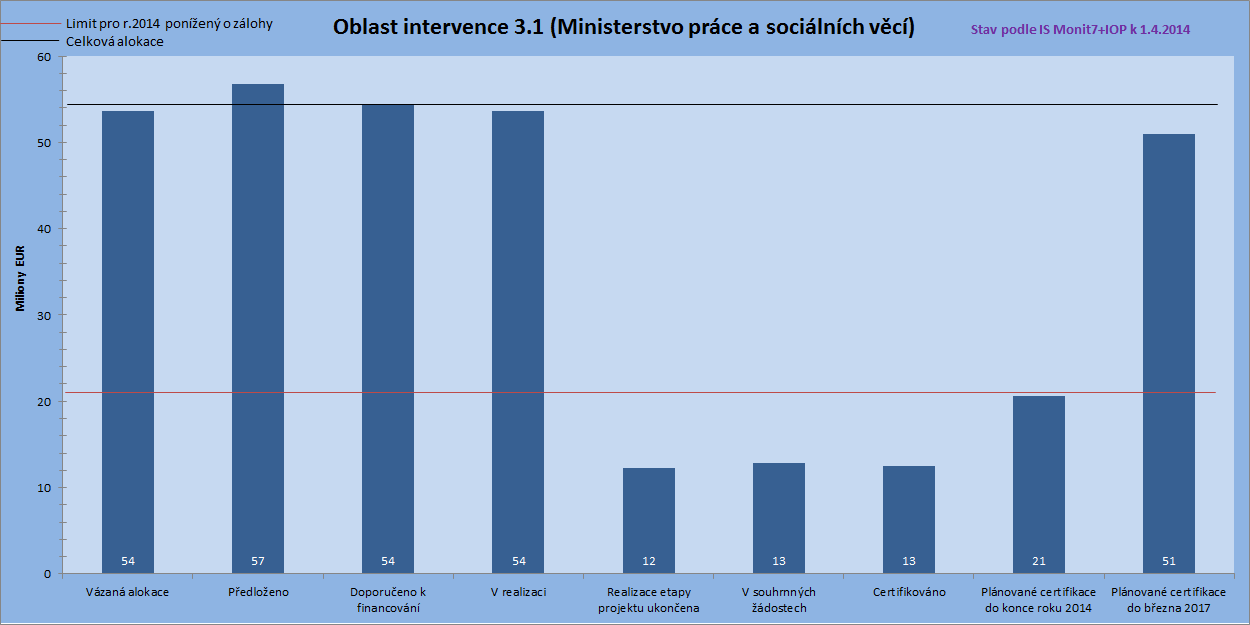 Limit pro r.2014 ponížený o zálohy
Celková alokace
Oblast intervence 3.1 (Ministerstvo práce a sociálních věcí)
Stav podle IS Monit7+IOP k 1.4.2014
Miliony EUR
60
50
40
30
20
10
0
54
57
54
54
12
13
13
21
51
Vázaná alokace
Předloženo
Doporučeno k
financování
V realizaci
Realizace etapy
projektu ukončena
V souhrnných
žádostech
Certifikováno
Plánované certifikace
do konce roku 2014
Plánované certifikace
do března 2017